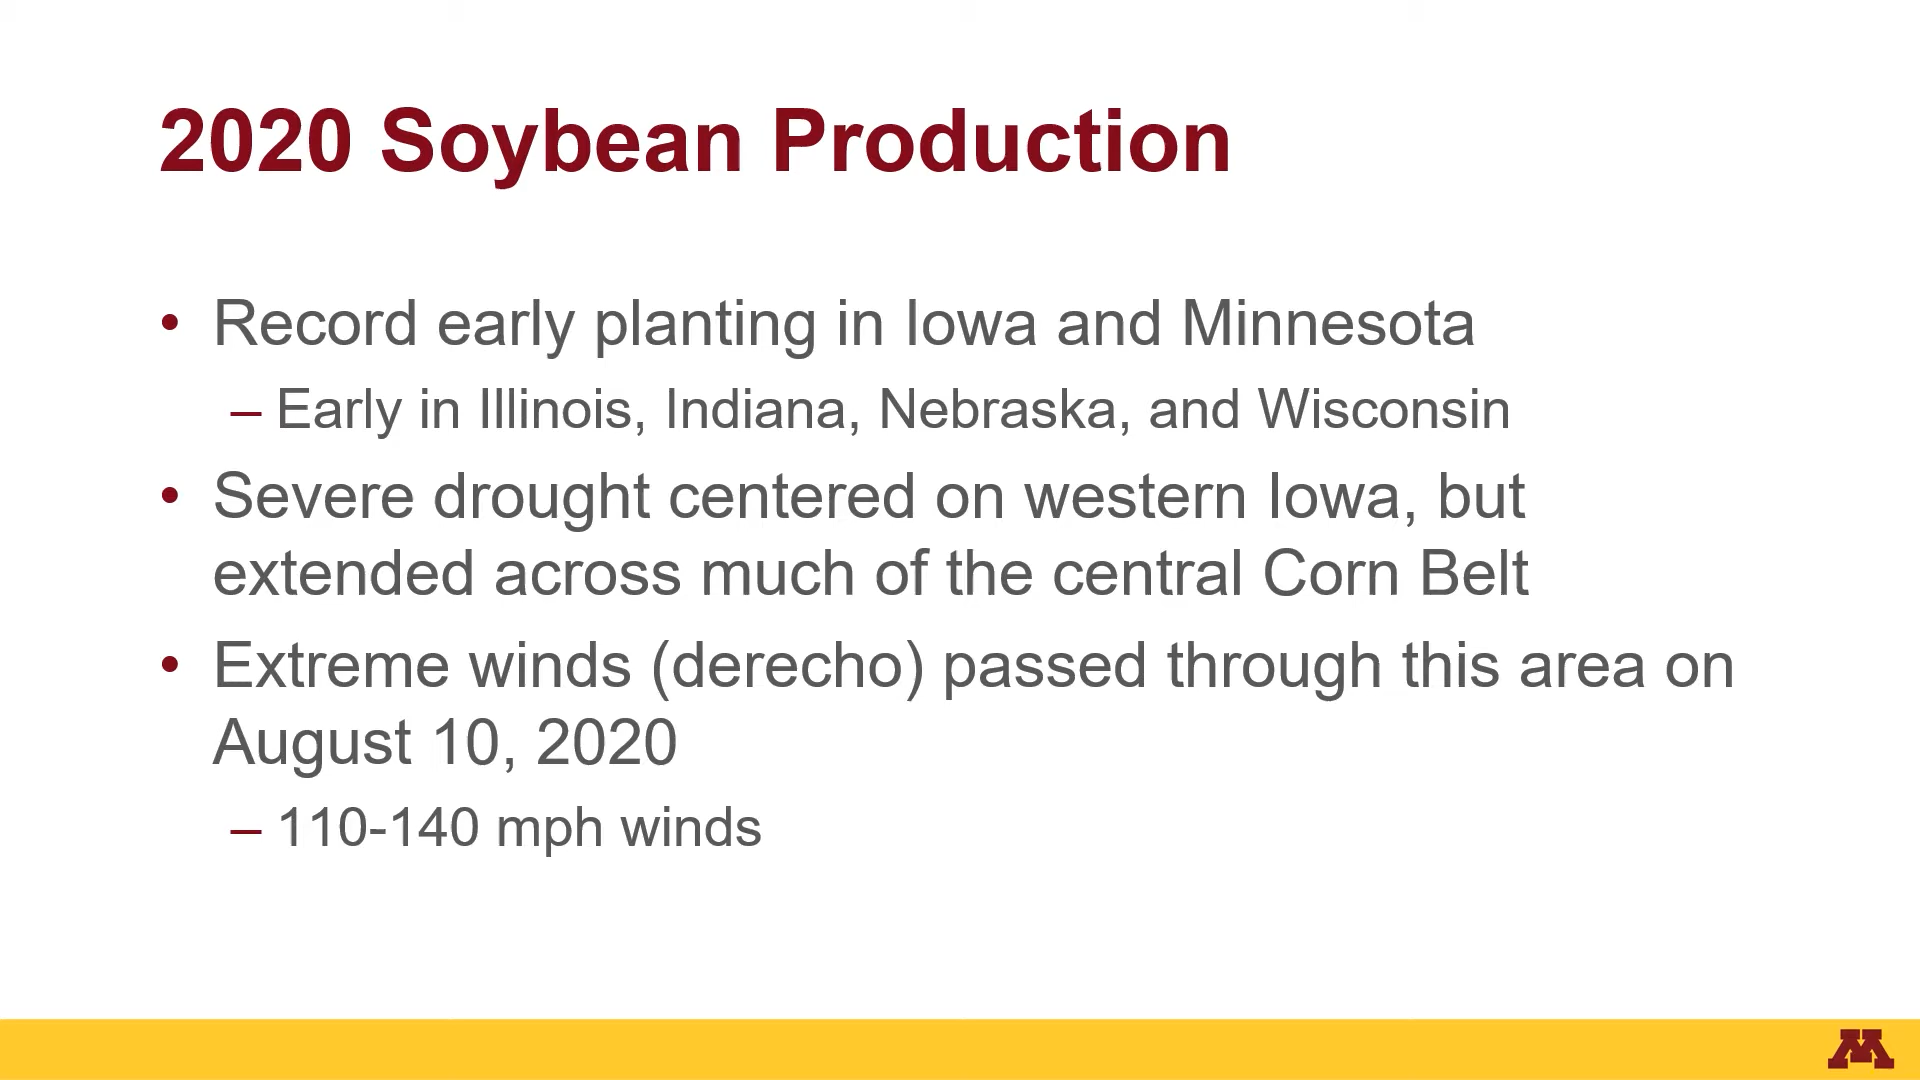 2020 Soybean Production
• Record early planting in Iowa and Minnesota
– Early in Illinois, Indiana, Nebraska, and Wisconsin
• Severe drought centered on western Iowa, but
extended across much of the central Corn Belt
• Extreme winds (derecho) passed through this area on
August 10, 2020
– 110-140 mph winds
M